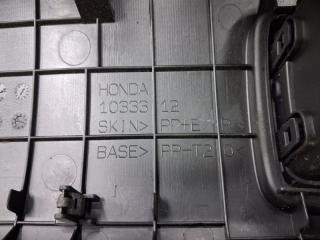 HONDA
10333 12
SKIN> PP+E
BASE> PP-T20<